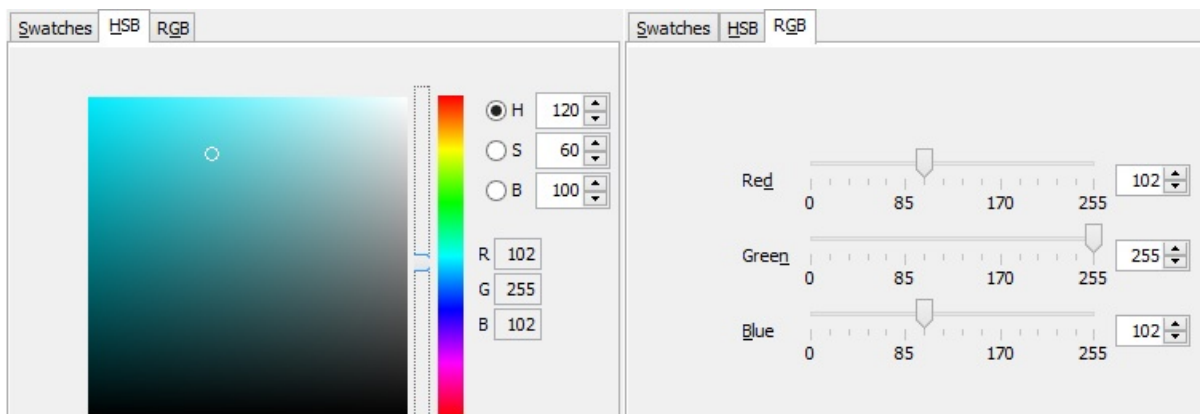 Swatches HSB RGB
H 120
S 60
B 100
R 102
G 255
B 102
Swatches HSB RGB
Red 102
0 85 170 255
Green 255
0 85 170 255
Blue 102
0 85 170 255